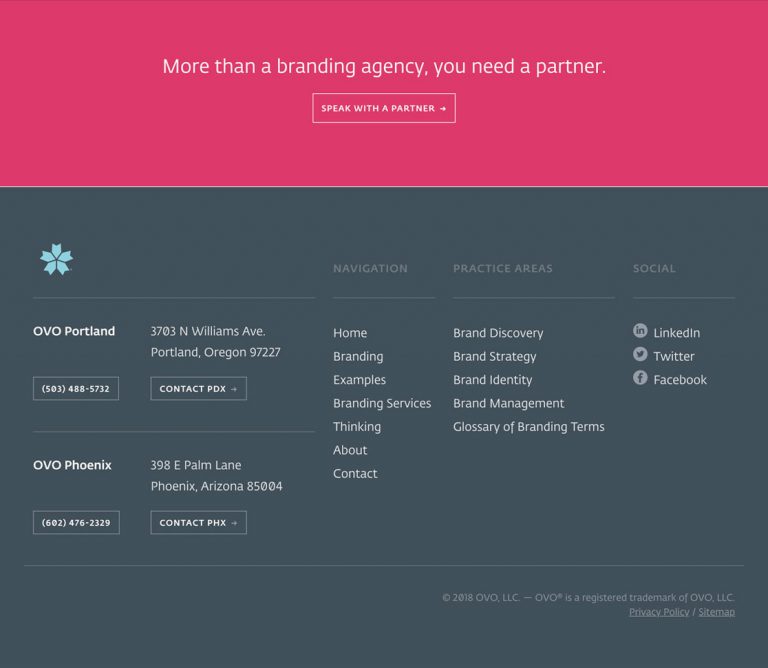 More than a branding agency, you need a partner.
SPEAK WITH A PARTNER →
OVO Portland
3703 N Williams Ave.
Portland, Oregon 97227
(503) 488-5732
CONTACT PDX →
OVO Phoenix
398 E Palm Lane
Phoenix, Arizona 85004
(602) 476-2329
CONTACT PHX →
NAVIGATION
Home
Branding
Examples
Branding Services
Thinking
About
Contact
PRACTICE AREAS
Brand Discovery
Brand Strategy
Brand Identity
Brand Management
Glossary of Branding Terms
SOCIAL
LinkedIn
Twitter
Facebook
© 2018 OVO, LLC. — OVO® is a registered trademark of OVO, LLC.
Privacy Policy / Sitemap